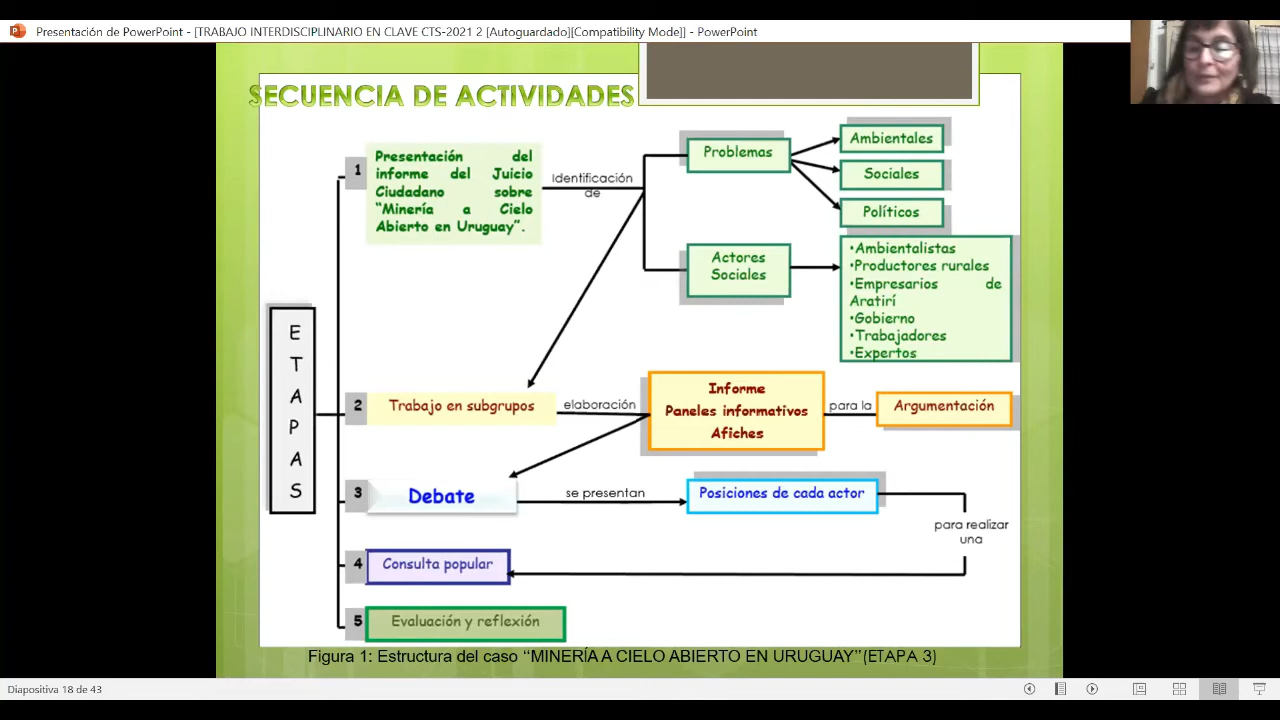 Presentación de PowerPoint - [TRABAJO INTERDISCIPLINARIO EN CLAVE CTS-2021 2 [Autoguardado][Compatibility Mode]] - PowerPoint
SECUENCIA DE ACTIVIDADES
E
T
A
P
A
S
1
Presentación del
informe del Juicio
Ciudadano sobre
“Minería a Cielo
Abierto en Uruguay”.
Identificación
de
Problemas
Ambientales
Sociales
Políticos
Actores
Sociales
•Ambientalistas
•Productores rurales
•Empresarios de
Aratirí
•Gobierno
•Trabajadores
•Expertos
2
Trabajo en subgrupos
elaboración
Informe
Paneles informativos
Afiches
para la
Argumentación
3
Debate
se presentan
Posiciones de cada actor
para realizar
una
4
Consulta popular
5
Evaluación y reflexión
Figura 1: Estructura del caso “MINERÍA A CIELO ABIERTO EN URUGUAY”(ETAPA 3)
Diapositiva 18 de 43